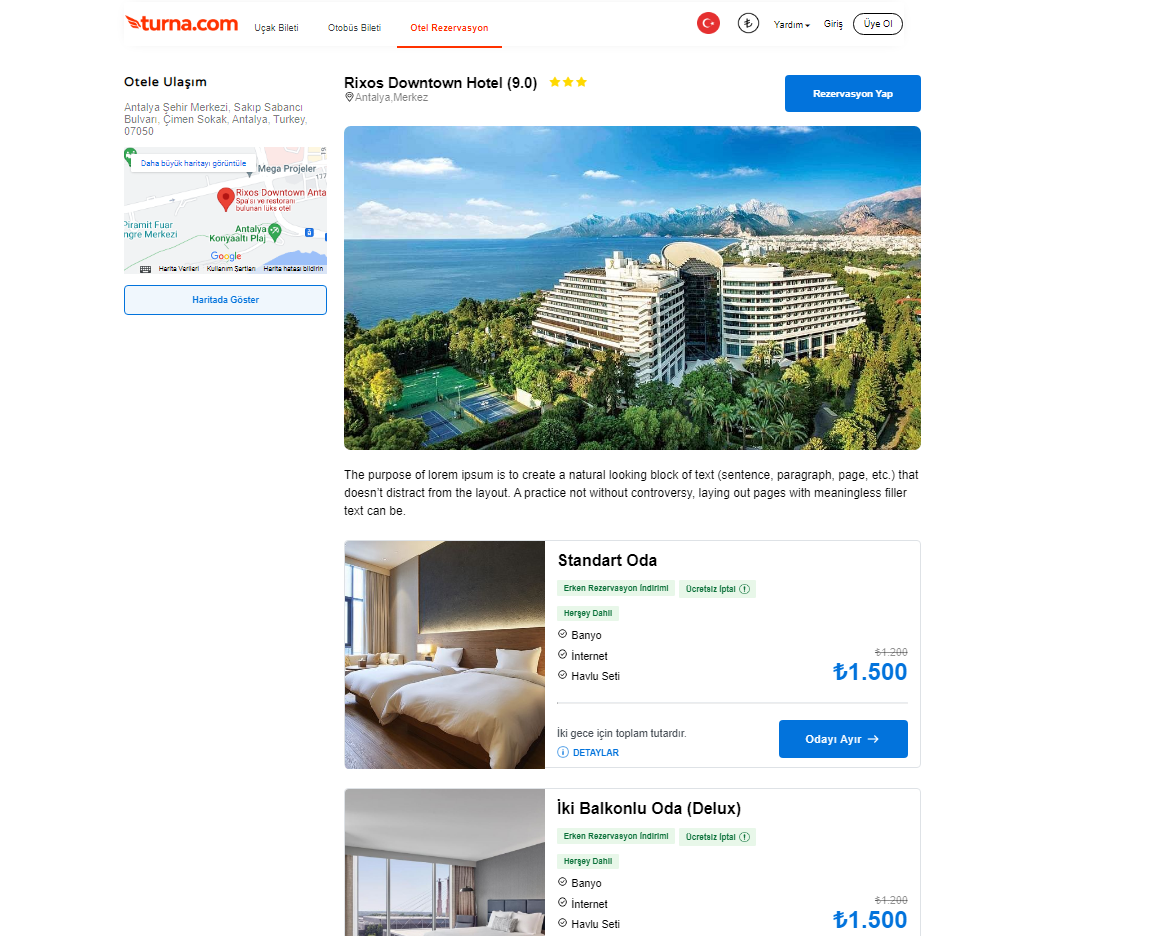 turna.com
Uçak Bileti
Otobüs Bileti
Otel Rezervasyon
Yardım
Giriş
Üye Ol
Otele Ulaşım
Antalya Şehir Merkezi, Sakıp Sabancı
Bulvarı, Çimen Sokak, Antalya, Turkey,
07050
Daha büyük haritayı görüntüle
Mega Projeler
Rixos Downtown Anta
Spa'sı ve restoranı
bulunan lüks otel
Piramit Fuar
ngre Merkezi
Antalya
Konyaaltı Plaj
Google
Harita Verileri Kullanım Şartları Harita hatası bildirin
Haritada Göster
Rixos Downtown Hotel (9.0)
Antalya,Merkez
Rezervasyon Yap
The purpose of lorem ipsum is to create a natural looking block of text (sentence, paragraph, page, etc.) that
doesn't distract from the layout. A practice not without controversy, laying out pages with meaningless filler
text can be.
Standart Oda
Erken Rezervasyon İndirimi
Ücretsiz İptal
Herşey Dahil
Banyo
İnternet
Havlu Seti
₺1.200
₺1.500
İki gece için toplam tutardır.
DETAYLAR
Odayı Ayır
İki Balkonlu Oda (Delux)
Erken Rezervasyon İndirimi
Ücretsiz İptal
Herşey Dahil
Banyo
İnternet
Havlu Seti
₺1.200
₺1.500